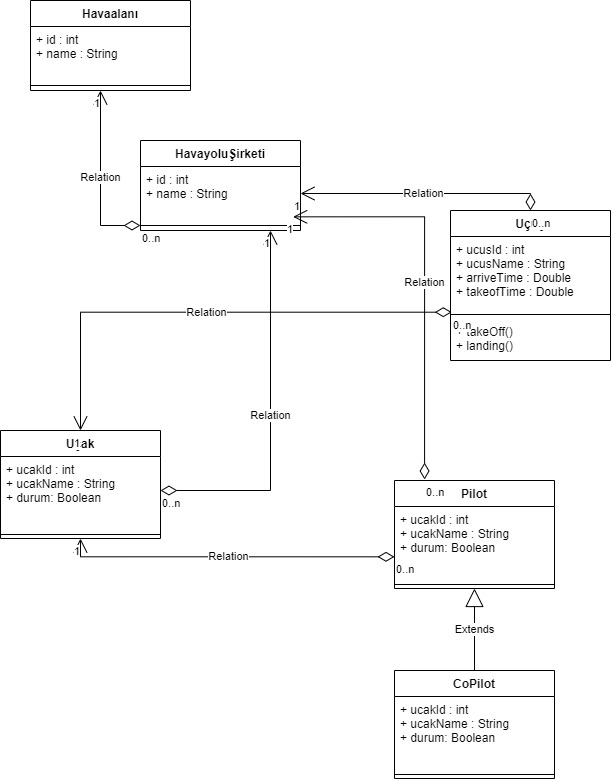 Havaalanı
+ id : int
+ name : String
1
HavayoluŞirketi
+ id : int
+ name : String
Relation
0..n
1
1
1
Relation
0..n
+ ucusId : int
+ ucusName : String
+ arriveTime : Double
+ takeofTime : Double
Relation
Relation
0..n
takeOff()
+ landing()
Relation
1
+ ucakId : int
+ ucakName : String
+ durum: Boolean
0..n
1
0..n
Pilot
+ ucakId : int
+ ucakName : String
+ durum: Boolean
Relation
0..n
Extends
CoPilot
+ ucakId : int
+ ucakName : String
+ durum: Boolean